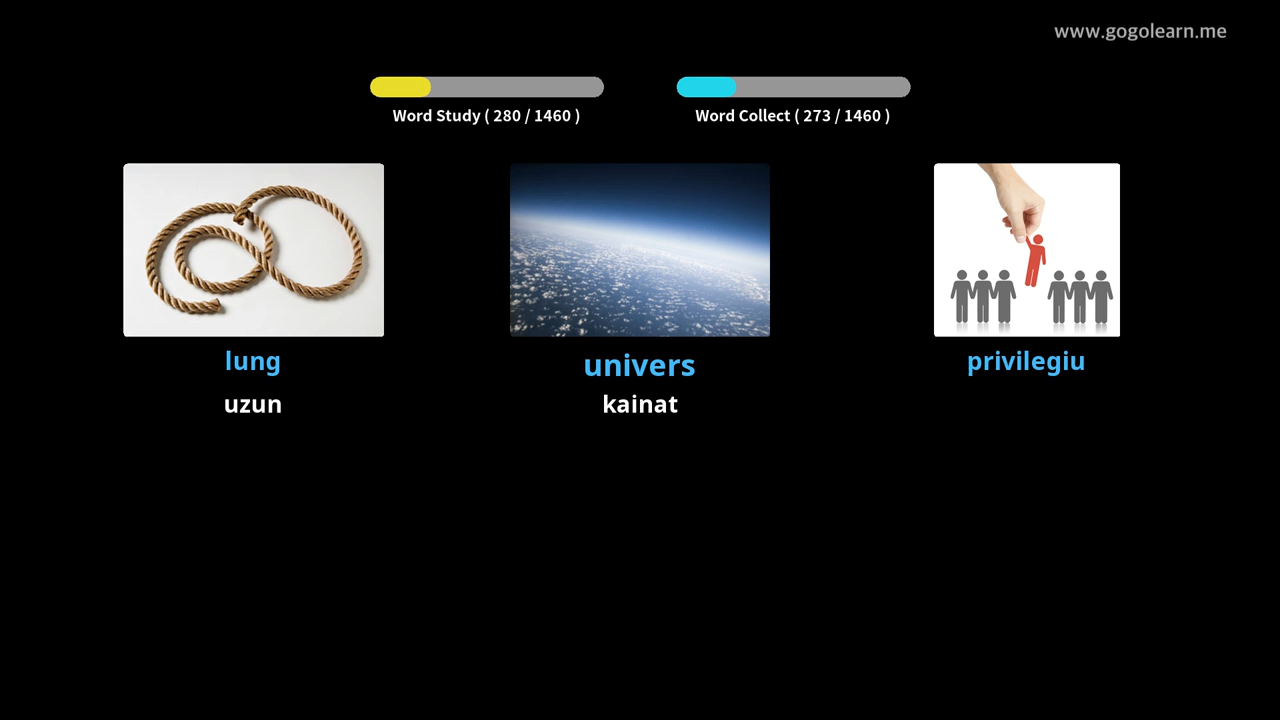 www.gogolearn.me
Word Study ( 280 / 1460 )
Word Collect ( 273 / 1460 )
lung
univers
privilegiu
uzun
kainat